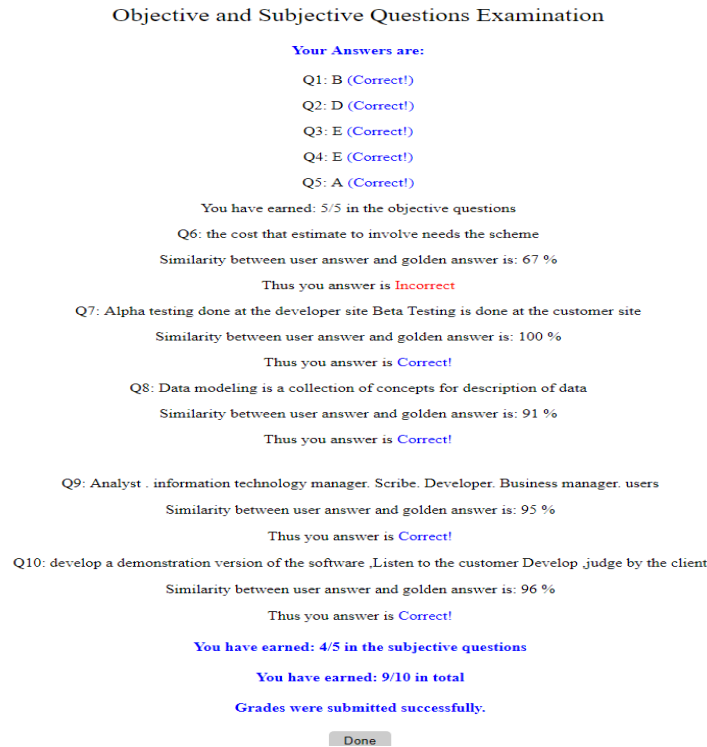 Objective and Subjective Questions Examination
Your Answers are:
Q1: B (Correct!)
Q2: D (Correct!)
Q3: E (Correct!)
Q4: E (Correct!)
Q5: A (Correct!)
You have earned: 5/5 in the objective questions
Q6: the cost that estimate to involve needs the scheme
Similarity between user answer and golden answer is: 67 %
Thus you answer is Incorrect
Q7: Alpha testing done at the developer site Beta Testing is done at the customer site
Similarity between user answer and golden answer is: 100 %
Thus you answer is Correct!
Q8: Data modeling is a collection of concepts for description of data
Similarity between user answer and golden answer is: 91 %
Thus you answer is Correct!
Q9: Analyst . information technology manager. Scribe. Developer. Business manager. users
Similarity between user answer and golden answer is: 95 %
Thus you answer is Correct!
Q10: develop a demonstration version of the software ,Listen to the customer Develop ,judge by the client
Similarity between user answer and golden answer is: 96 %
Thus you answer is Correct!
You have earned: 4/5 in the subjective questions
You have earned: 9/10 in total
Grades were submitted successfully.
Done